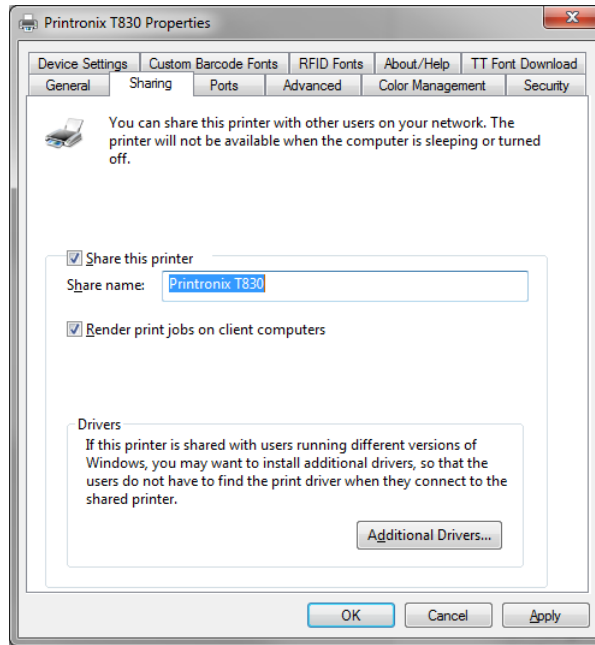 Printronix T830 Properties
Device Settings Custom Barcode Fonts RFID Fonts About/Help TT Font Download
General Sharing Ports Advanced Color Management Security
You can share this printer with other users on your network. The
printer will not be available when the computer is sleeping or turned
off.
Share this printer
Share name: Printronix T830
Render print jobs on client computers
Drivers
If this printer is shared with users running different versions of
Windows, you may want to install additional drivers, so that the
users do not have to find the print driver when they connect to the
shared printer.
Additional Drivers...
OK Cancel Apply